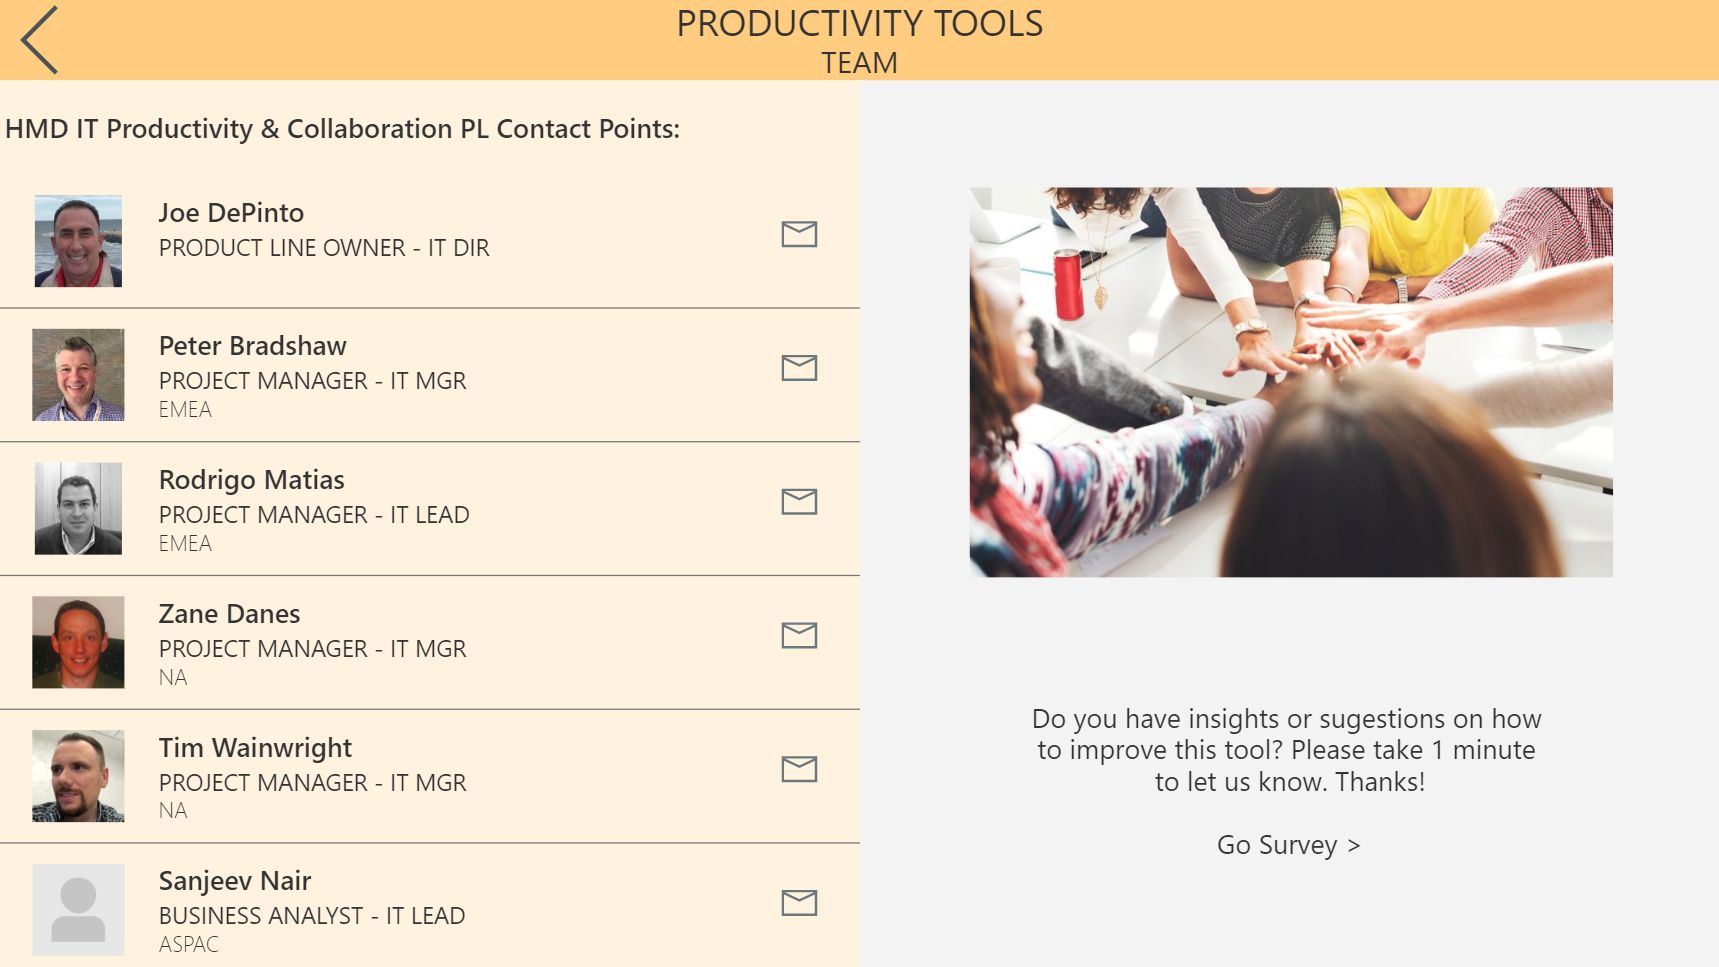 PRODUCTIVITY TOOLS
TEAM
HMD IT Productivity & Collaboration PL Contact Points:
Joe DePinto
PRODUCT LINE OWNER - IT DIR
Peter Bradshaw
PROJECT MANAGER - IT MGR
EMEA
Rodrigo Matias
PROJECT MANAGER - IT LEAD
EMEA
Zane Danes
PROJECT MANAGER - IT MGR
NA
Tim Wainwright
PROJECT MANAGER - IT MGR
NA
Sanjeev Nair
BUSINESS ANALYST - IT LEAD
ASPAC
Do you have insights or sugestions on how
to improve this tool? Please take 1 minute
to let us know. Thanks!
Go Survey >